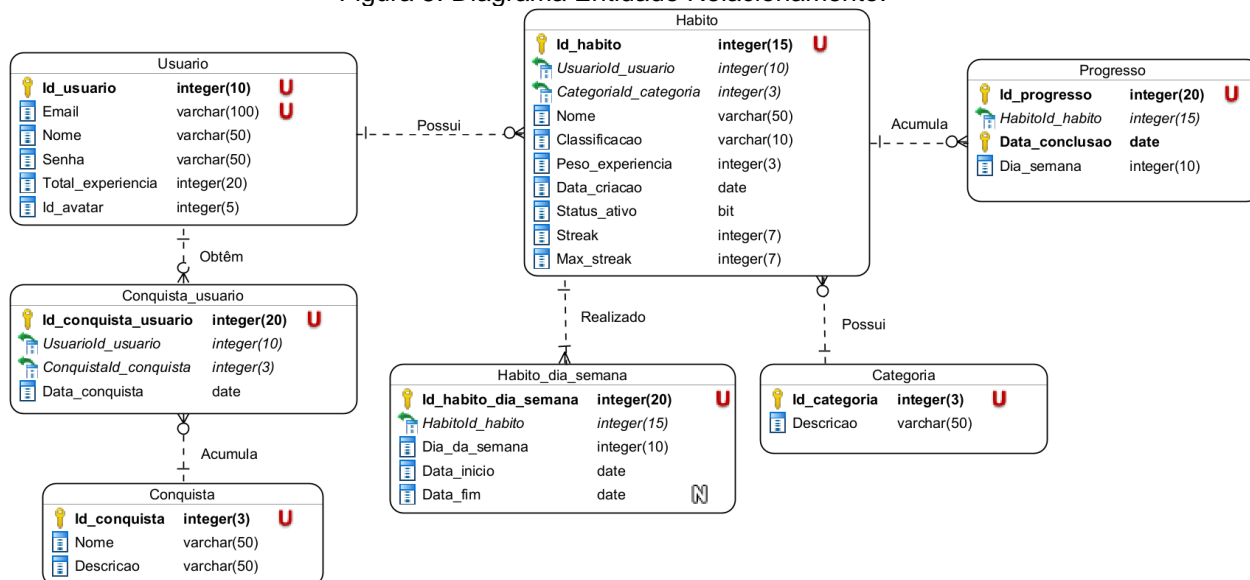 Habito
Id_habito integer(15) U
UsuarioId_usuario integer(10)
CategoriaId_categoria integer(3)
Nome varchar(50)
Classificacao varchar(10)
Peso_experiencia integer(3)
Data_criacao date
Status_ativo bit
Streak integer(7)
Max_streak integer(7)
Usuario
Id_usuario integer(10) U
Email varchar(100) U
Nome varchar(50)
Senha varchar(50)
Total_experiencia integer(20)
Id_avatar integer(5)
Possui
Acumula
Progresso
Id_progresso integer(20) U
HabitoId_habito integer(15)
Data_conclusao date
Dia_semana integer(10)
Obtêm
Realizado
Possui
Conquista_usuario
Id_conquista_usuario integer(20) U
UsuarioId_usuario integer(10)
ConquistaId_conquista integer(3)
Data_conquista date
Habito_dia_semana
Id_habito_dia_semana integer(20) U
HabitoId_habito integer(15)
Dia_da_semana integer(10)
Data_inicio date
Data_fim date N
Categoria
Id_categoria integer(3) U
Descricao varchar(50)
Acumula
Conquista
Id_conquista integer(3) U
Nome varchar(50)
Descricao varchar(50)